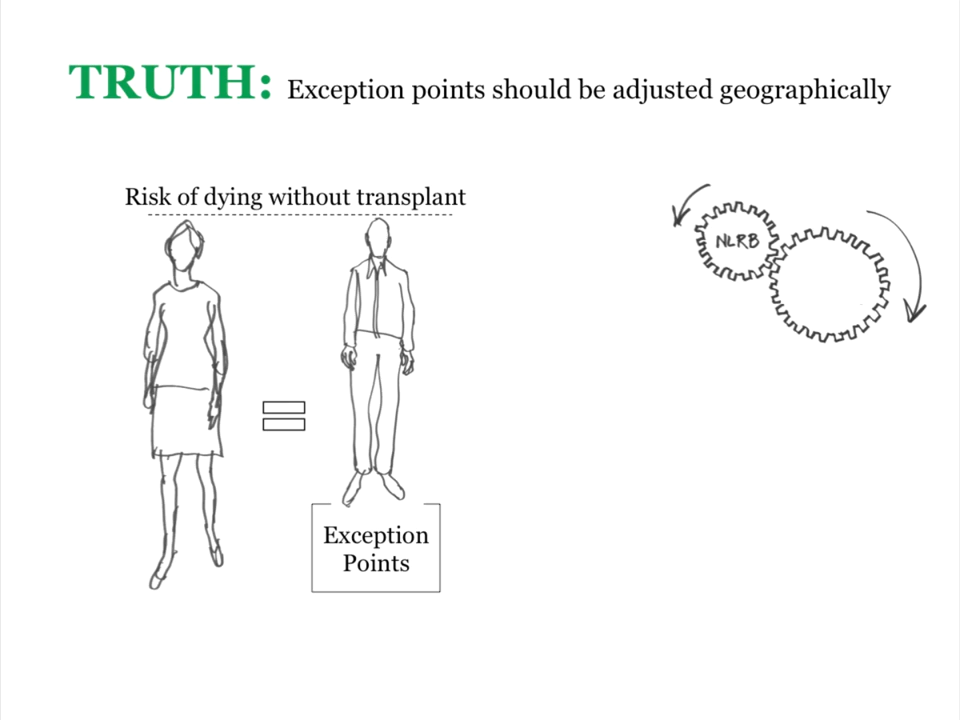 TRUTH: Exception points should be adjusted geographically
Risk of dying without transplant
NLRB
Exception
Points